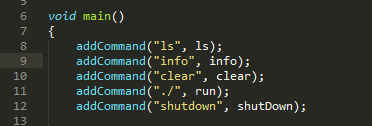 5
6 void main()
7 {
8 addCommand("ls", ls);
9 addCommand("info", info);
10 addCommand("clear", clear);
11 addCommand("./", run);
12 addCommand("shutdown", shutDown);
13